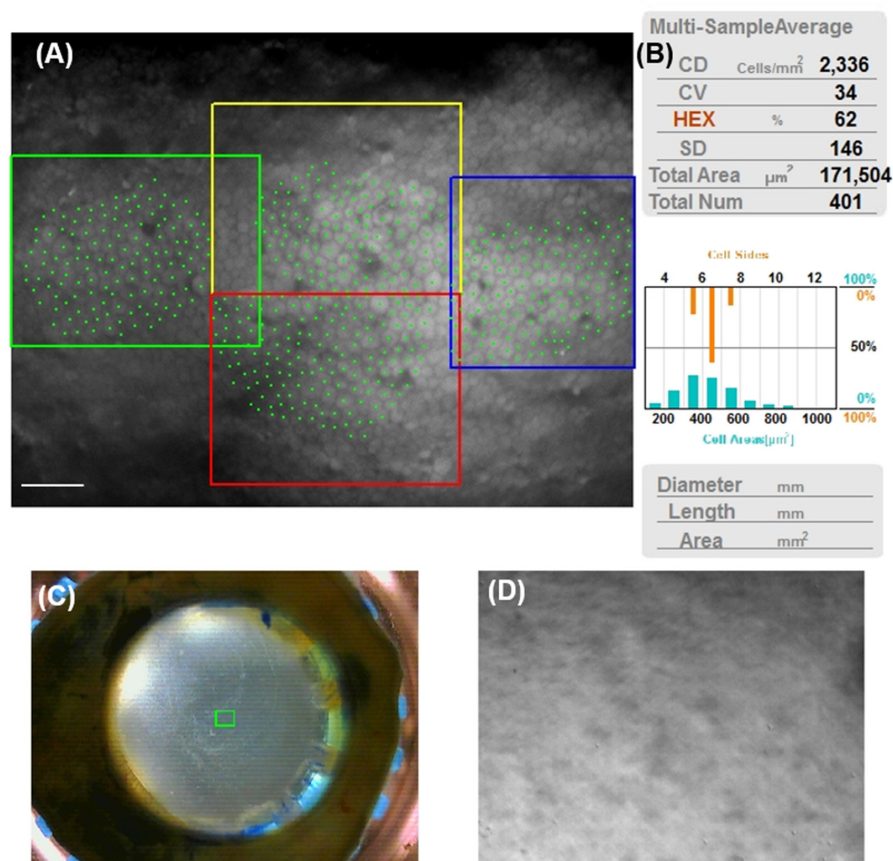 (A)
(B)
Multi-SampleAverage
CD Cells/mm² 2,336
CV 34
HEX % 62
SD 146
Total Area µm² 171,504
Total Num 401
Cell Sides
4 6 8 10 12 100%
0%
50%
0%
200 400 600 800 1000 100%
Cell Areas[µm²]
Diameter mm
Length mm
Area mm²
(C)
(D)